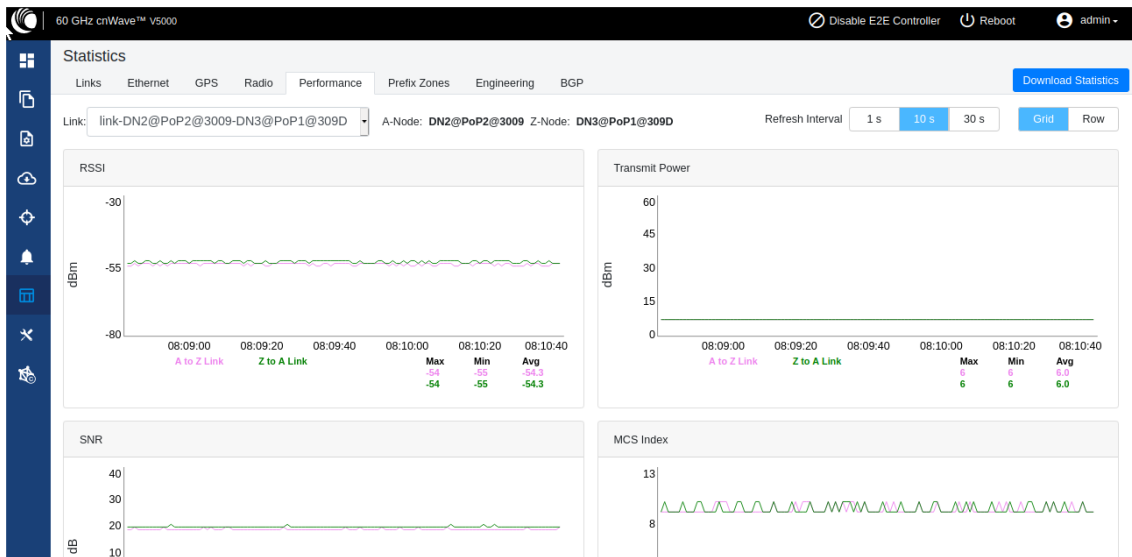 60 GHz cnWave™ V5000 Disable E2E Controller Reboot admin
Statistics
Links Ethernet GPS Radio Performance Prefix Zones Engineering BGP Download Statistics
Link: link-DN2@PoP2@3009-DN3@PoP1@309D A-Node: DN2@PoP2@3009 Z-Node: DN3@PoP1@309D Refresh Interval 1 s 10 s 30 s Grid Row
RSSI
-30
-55
-80
dBm
08:09:00 08:09:20 08:09:40 08:10:00 08:10:20 08:10:40
A to Z Link Z to A Link Max Min Avg
-54 -55 -54.3
-54 -55 -54.3
Transmit Power
60
45
30
15
0
dBm
08:09:00 08:09:20 08:09:40 08:10:00 08:10:20 08:10:40
A to Z Link Z to A Link Max Min Avg
6 6 6.0
6 6 6.0
SNR
40
30
20
10
dB
MCS Index
13
8